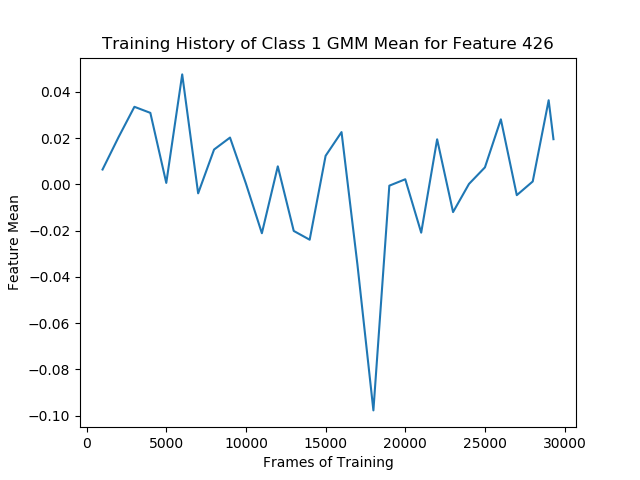 Training History of Class 1 GMM Mean for Feature 426
0.04
0.02
0.00
−0.02
−0.04
−0.06
−0.08
−0.10
Feature Mean
0 5000 10000 15000 20000 25000 30000
Frames of Training